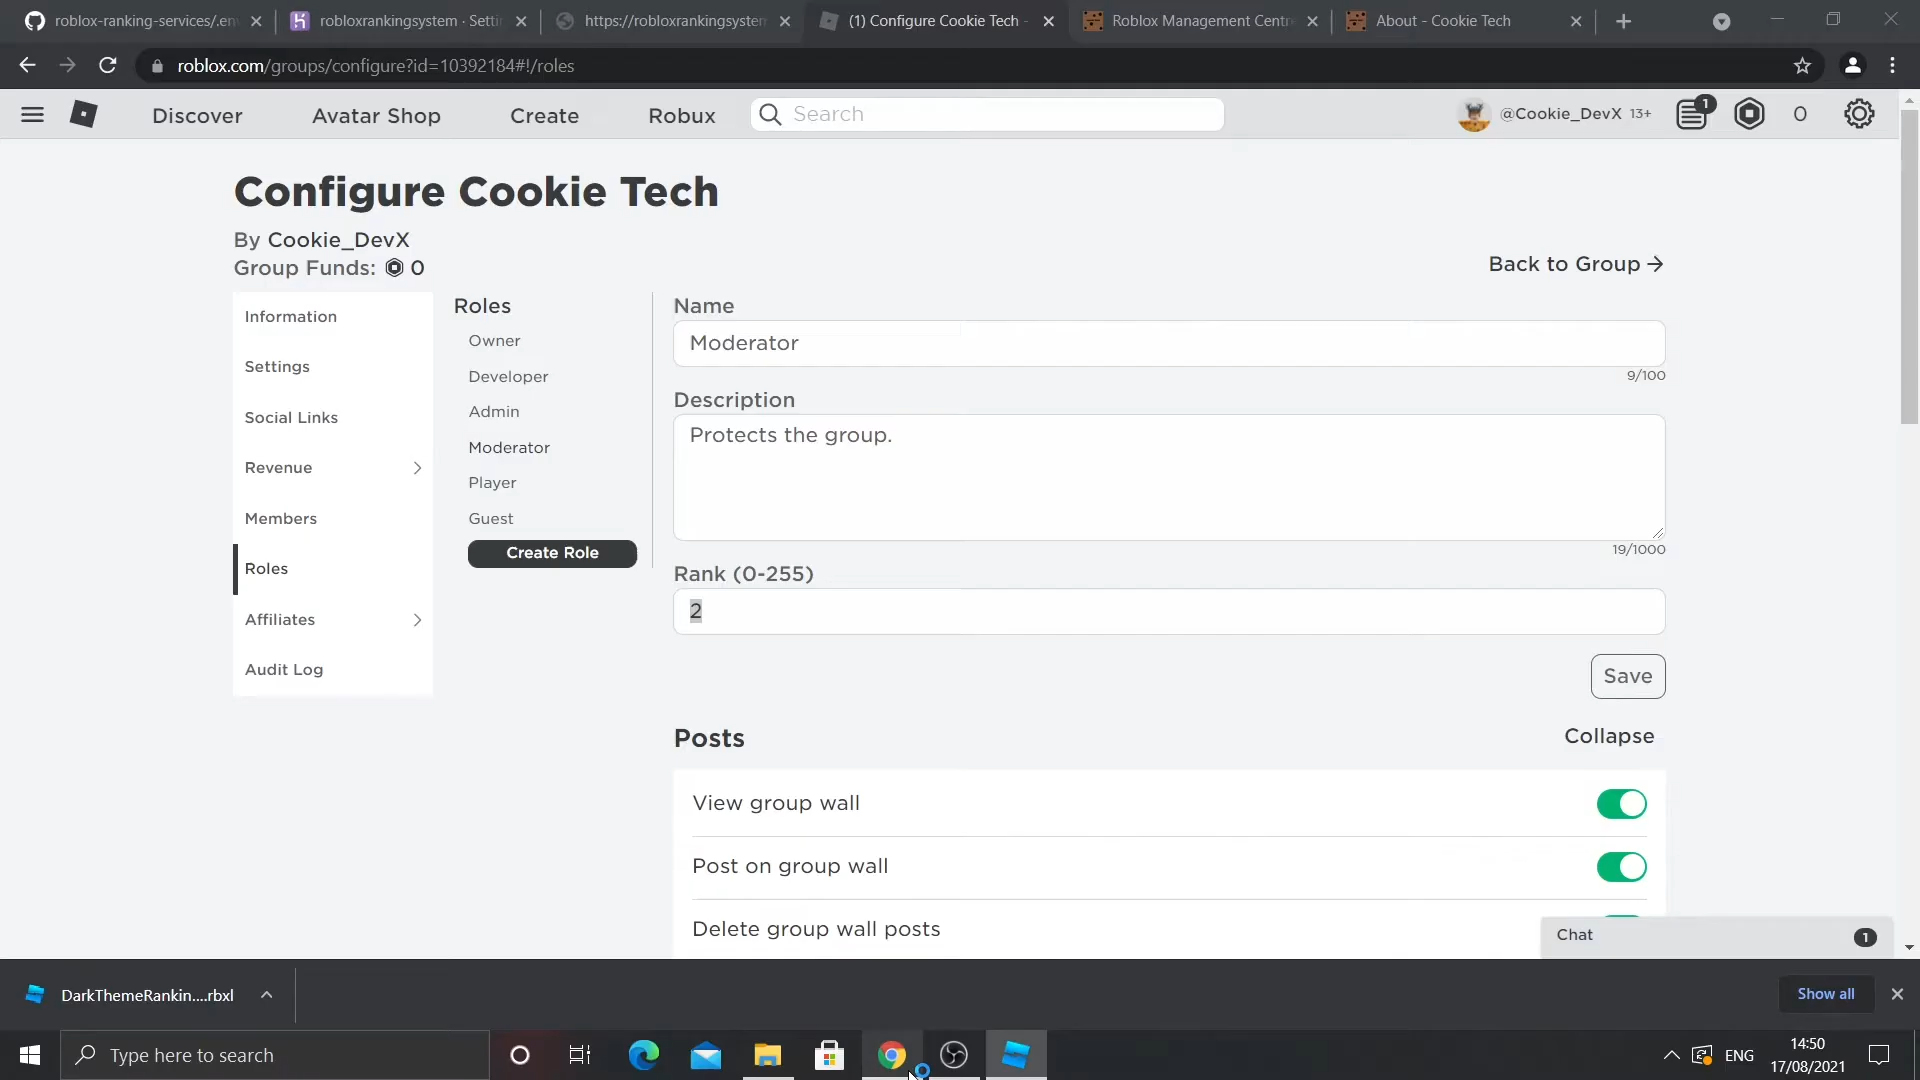 roblox-ranking-services/.env
robloxrankingsystem · Settin
https://robloxrankingsystem
(1) Configure Cookie Tech -
Roblox Management Centre
About - Cookie Tech
roblox.com/groups/configure?id=10392184#!/roles
Discover
Avatar Shop
Create
Robux
Search
@Cookie_DevX 13+
1
0
Configure Cookie Tech
By Cookie_DevX
Group Funds: 0
Back to Group
Information
Settings
Social Links
Revenue
Members
Roles
Affiliates
Audit Log
Roles
Owner
Developer
Admin
Moderator
Player
Guest
Create Role
Name
Moderator
9/100
Description
Protects the group.
19/1000
Rank (0-255)
2
Save
Posts
Collapse
View group wall
Post on group wall
Delete group wall posts
Chat
1
DarkThemeRankin....rbxl
Show all
Type here to search
ENG
14:50
17/08/2021